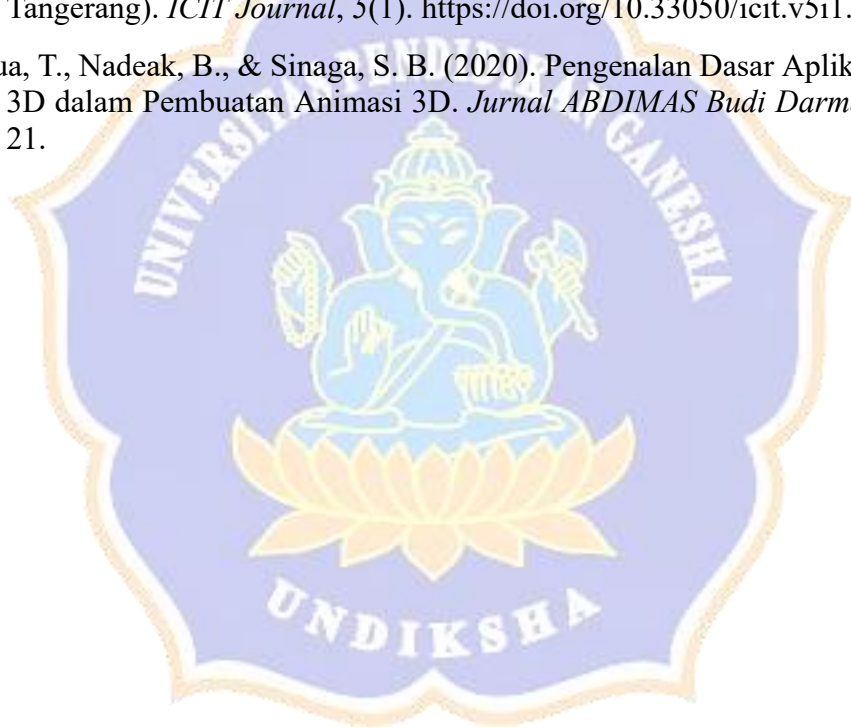 Tangerang). ICIT Journal, 5(1). https://doi.org/10.33050/icit.v5i1.
ua, T., Nadeak, B., & Sinaga, S. B. (2020). Pengenalan Dasar Aplik
3D dalam Pembuatan Animasi 3D. Jurnal ABDIMAS Budi Darm
21.
UNIVERSITAS PENDIDIKAN GANESHA
UNDIKSHA